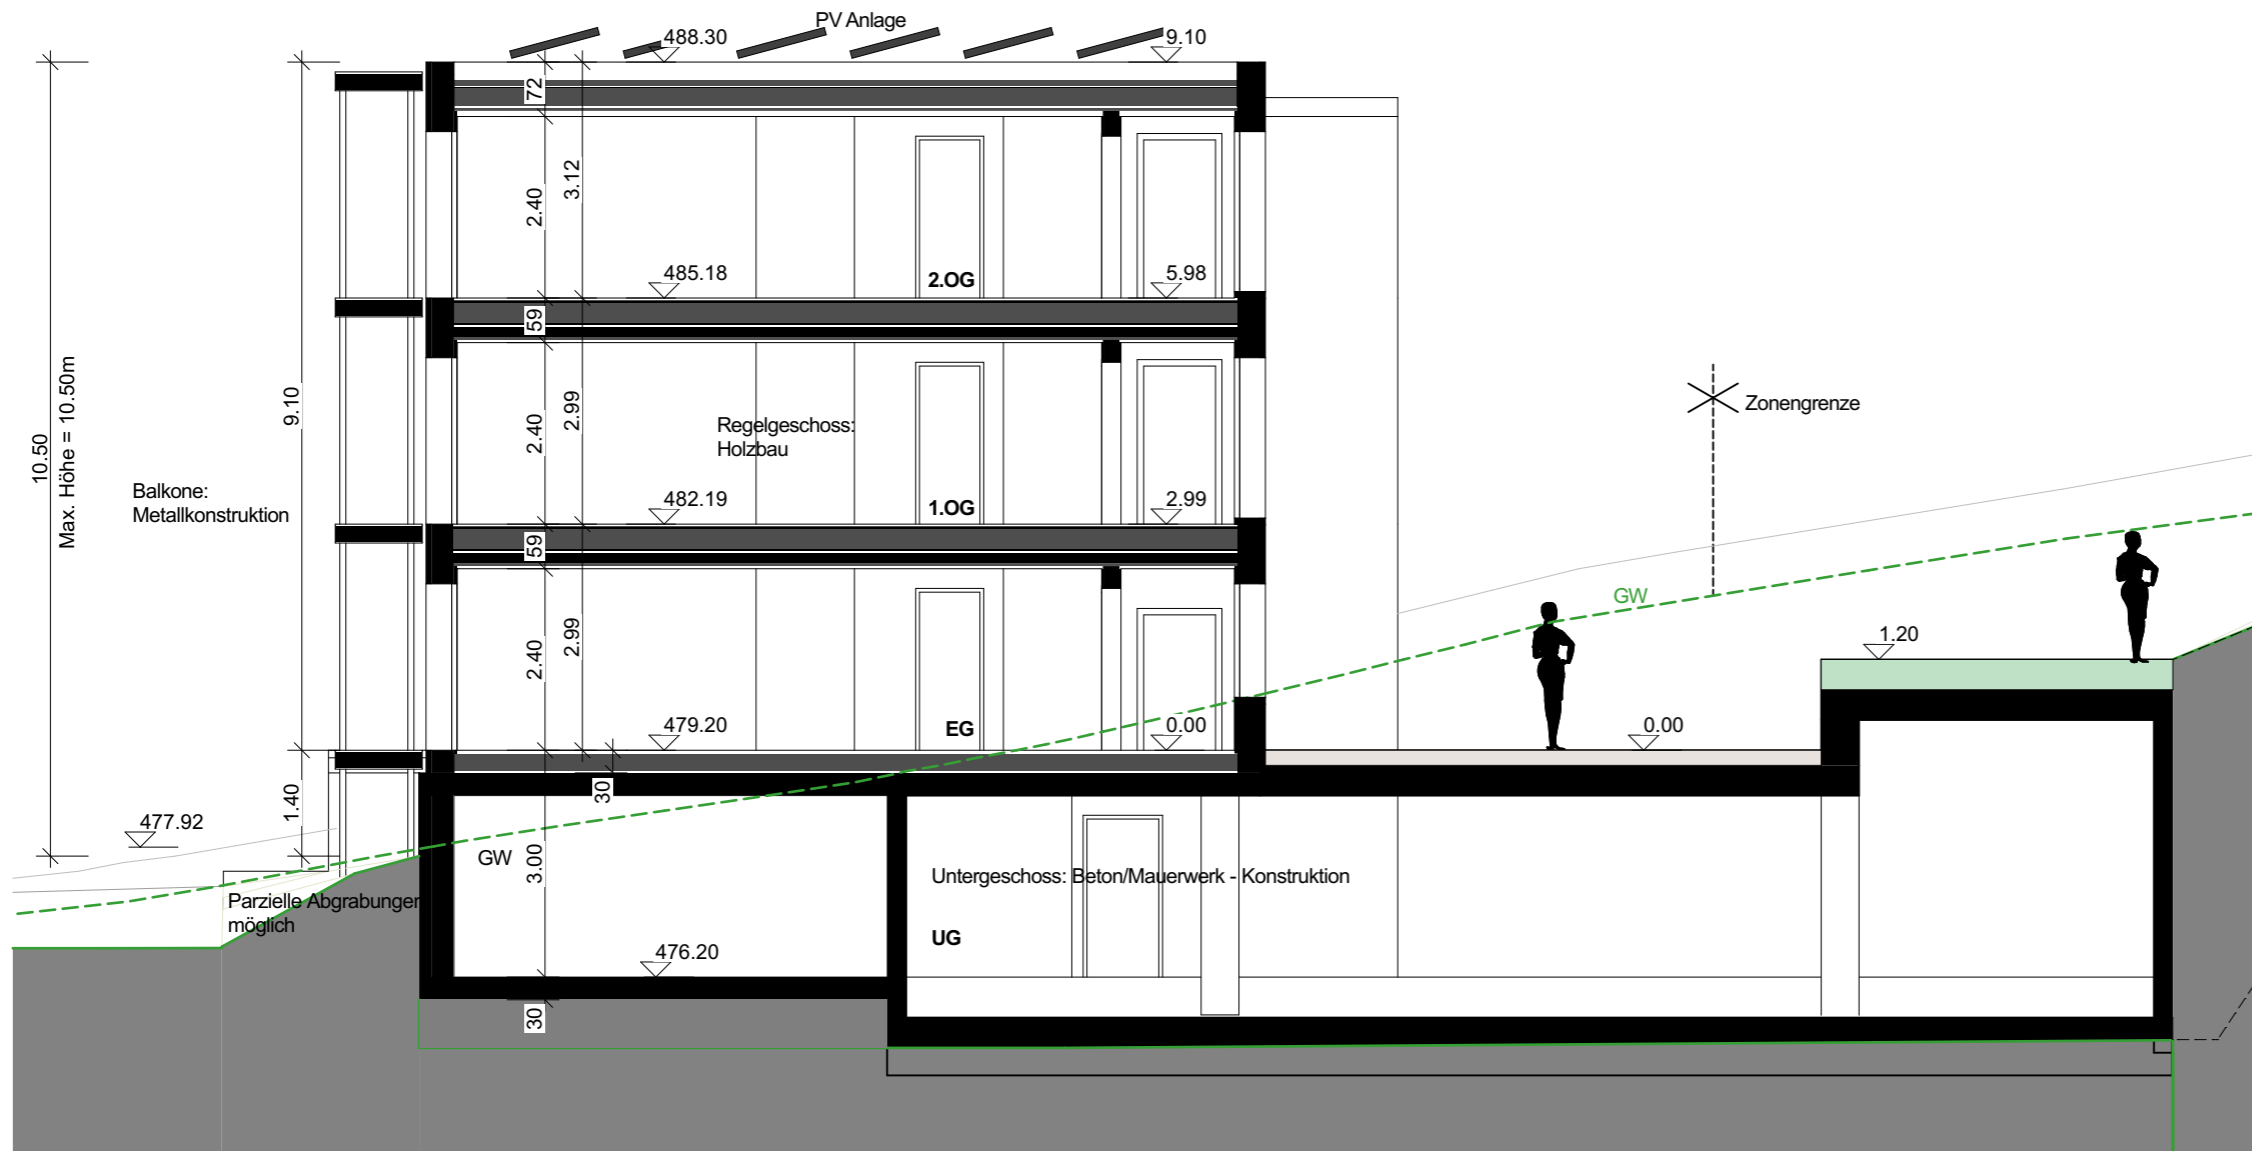 PV Anlage
488.30
9.10
72
3.12
2.40
485.18
2.OG
5.98
59
10.50
Max. Höhe = 10.50m
9.10
2.99
2.40
Regelgeschoss:
Holzbau
Zonengrenze
Balkone:
Metallkonstruktion
482.19
1.OG
2.99
59
GW
2.99
2.40
1.20
479.20
EG
0.00
0.00
30
1.40
477.92
GW
3.00
Untergeschoss: Beton/Mauerwerk - Konstruktion
Parzielle Abgrabungen
möglich
UG
476.20
30